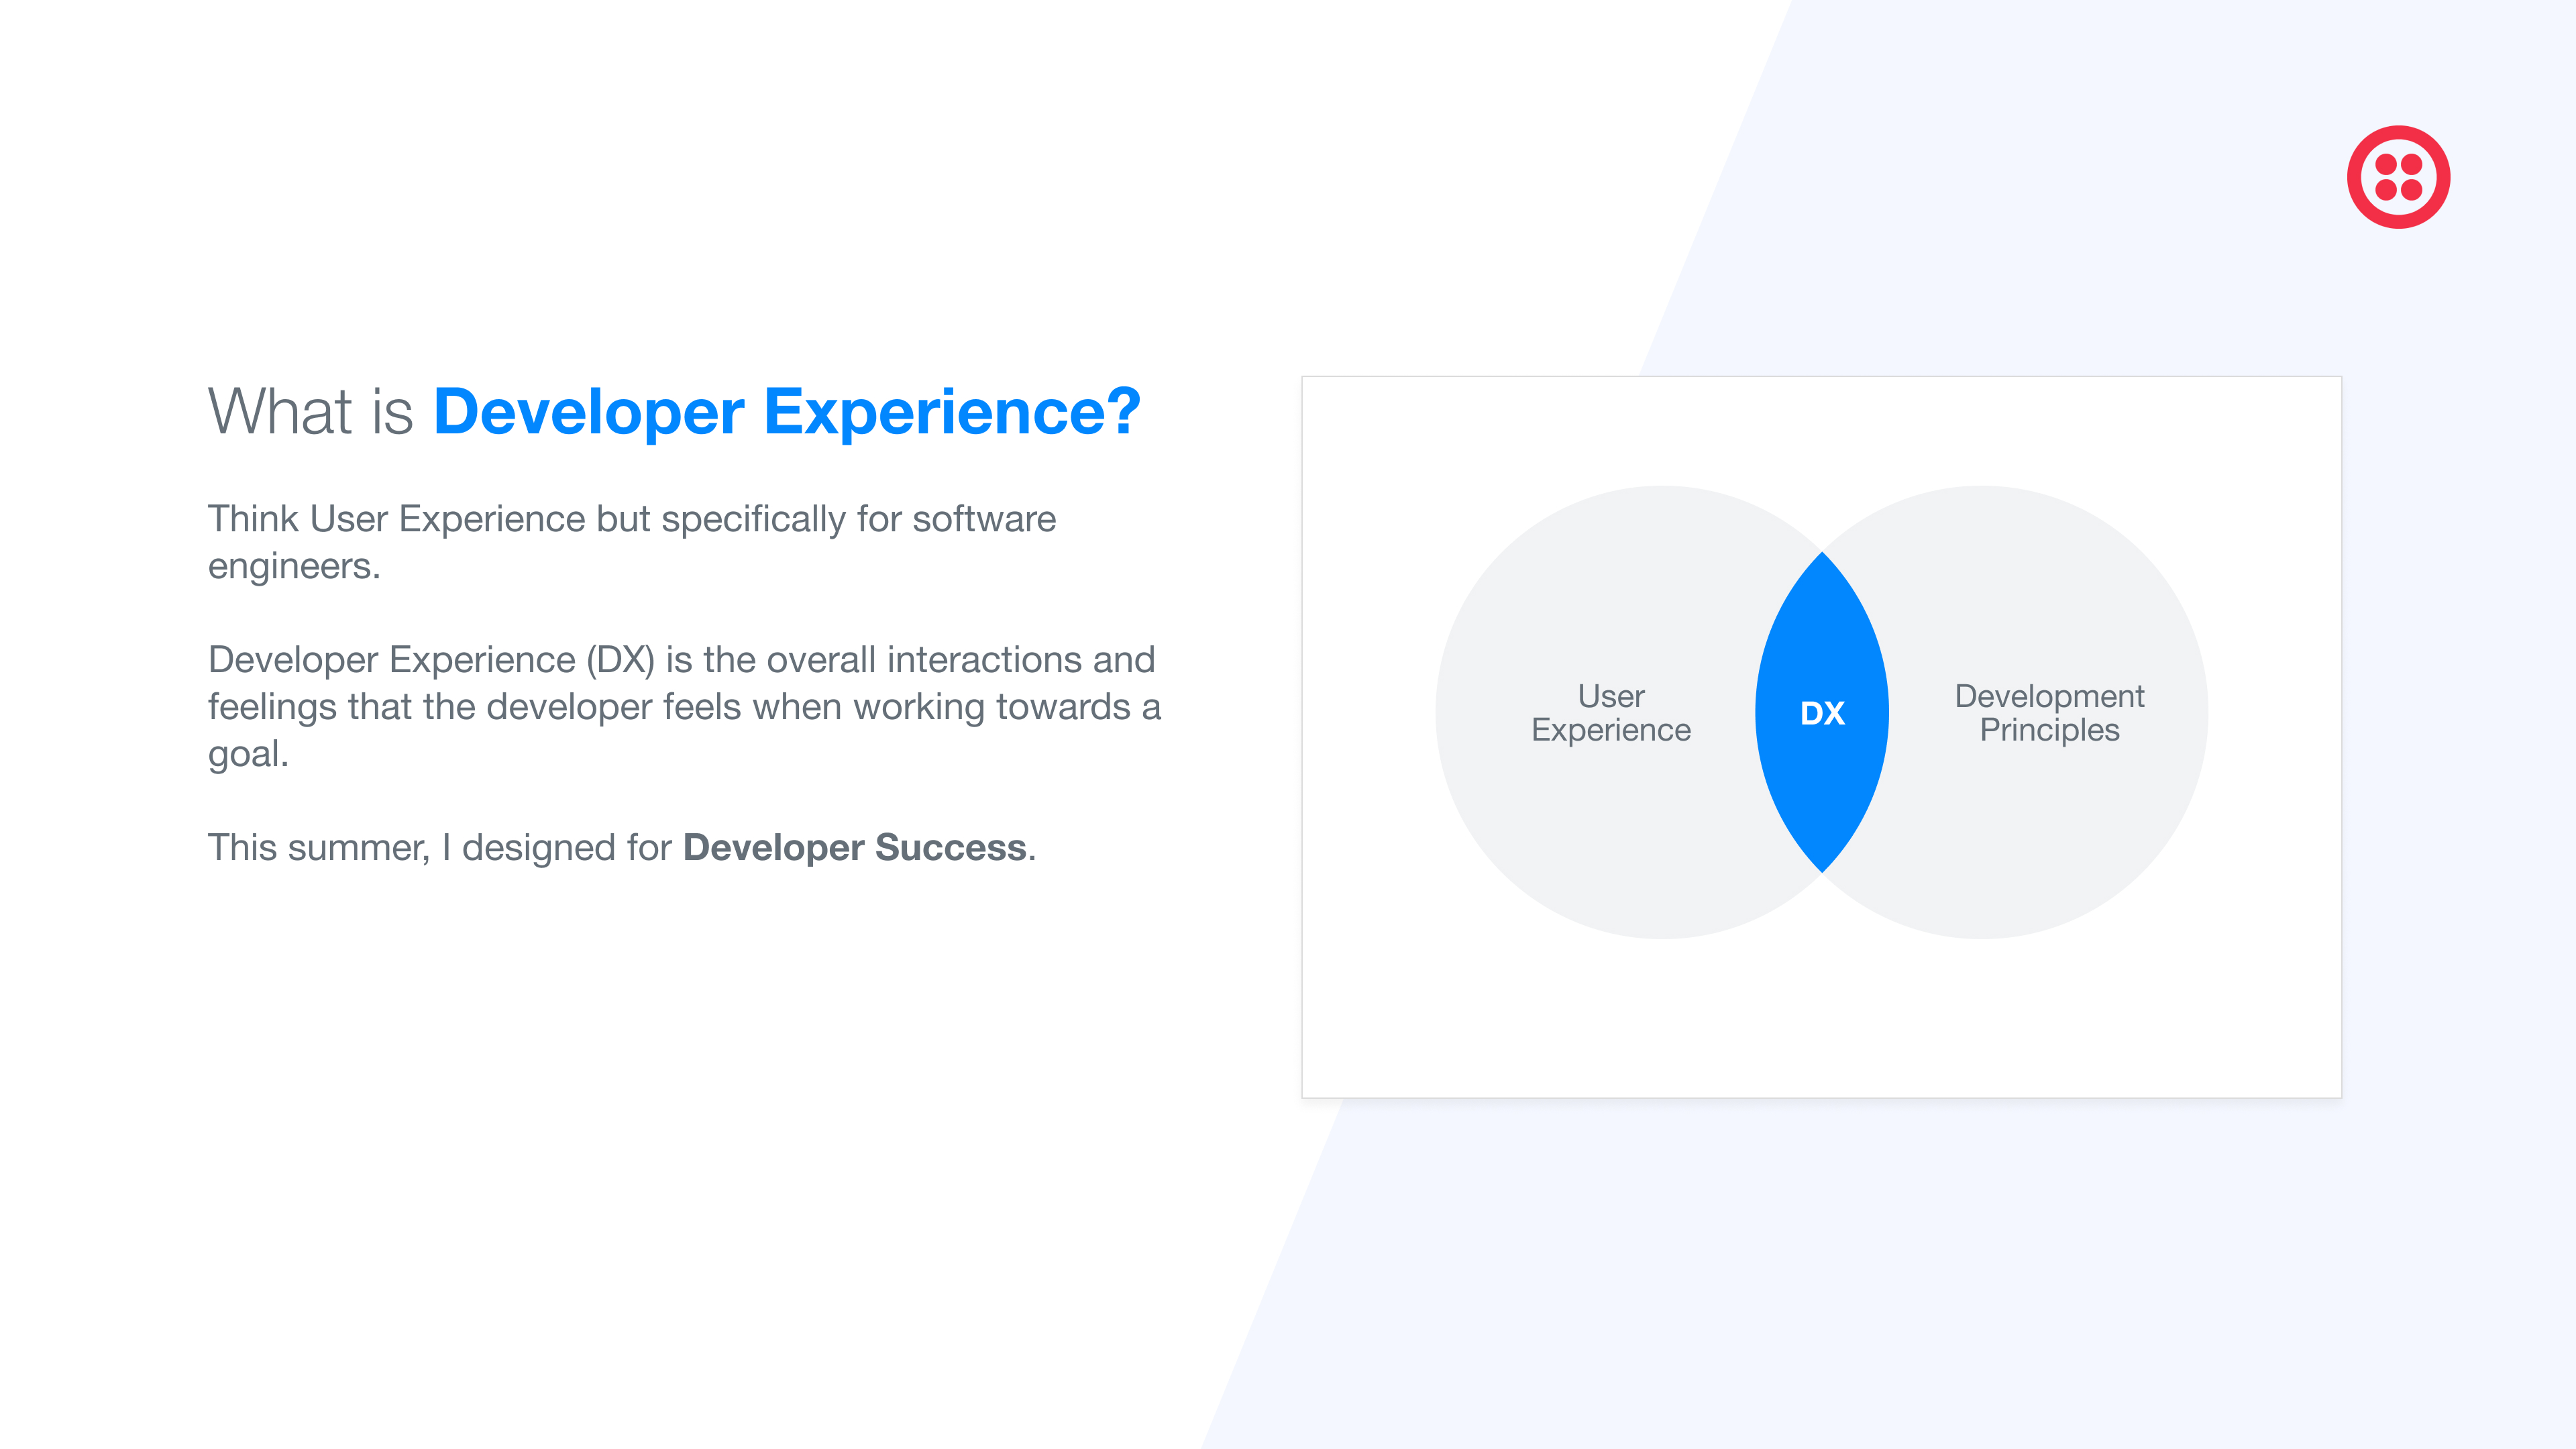 What is Developer Experience?
Think User Experience but specifically for software
engineers.
Developer Experience (DX) is the overall interactions and
feelings that the developer feels when working towards a
goal.
This summer, I designed for Developer Success.
User
Experience
DX
Development
Principles